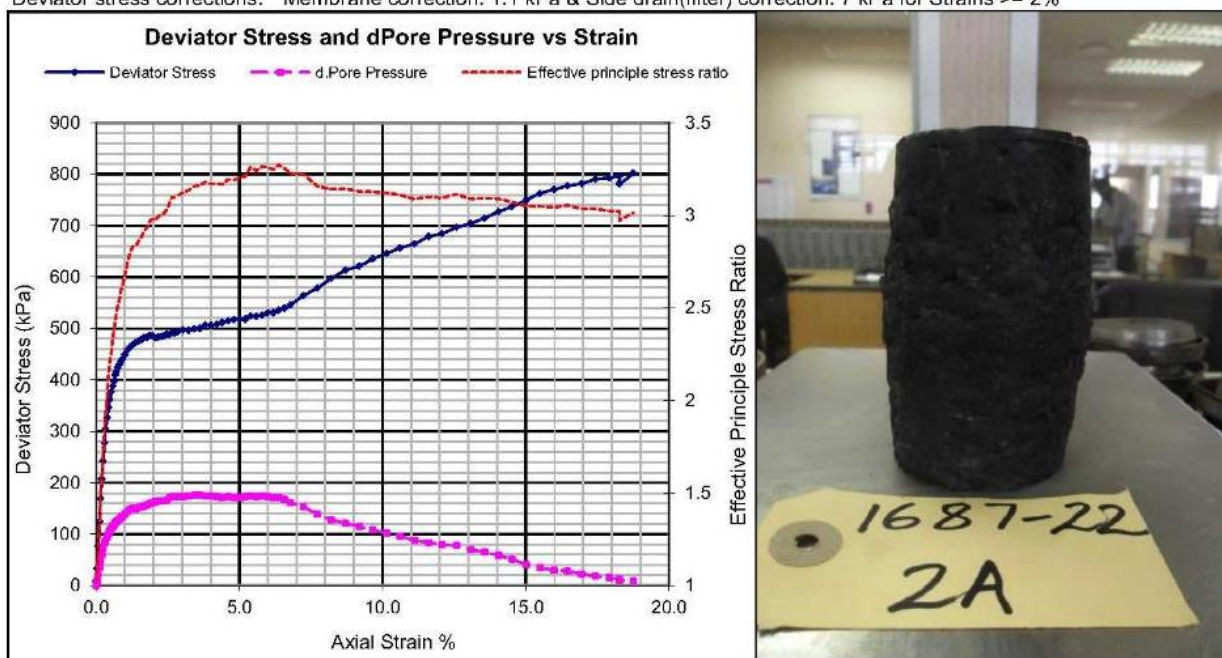 Deviator stress corrections: Membrane correction: 1.1 kPa & Side drain(filter) correction: 7 kPa for Strains >= 2%
Deviator Stress and dPore Pressure vs Strain
Deviator Stress d.Pore Pressure Effective principle stress ratio
900
800
700
600
500
400
300
200
100
0
Deviator Stress (kPa)
0.0 5.0 10.0 15.0 20.0
Axial Strain %
3.5
3
2.5
2
1.5
1
Effective Principle Stress Ratio
1687-22
2A